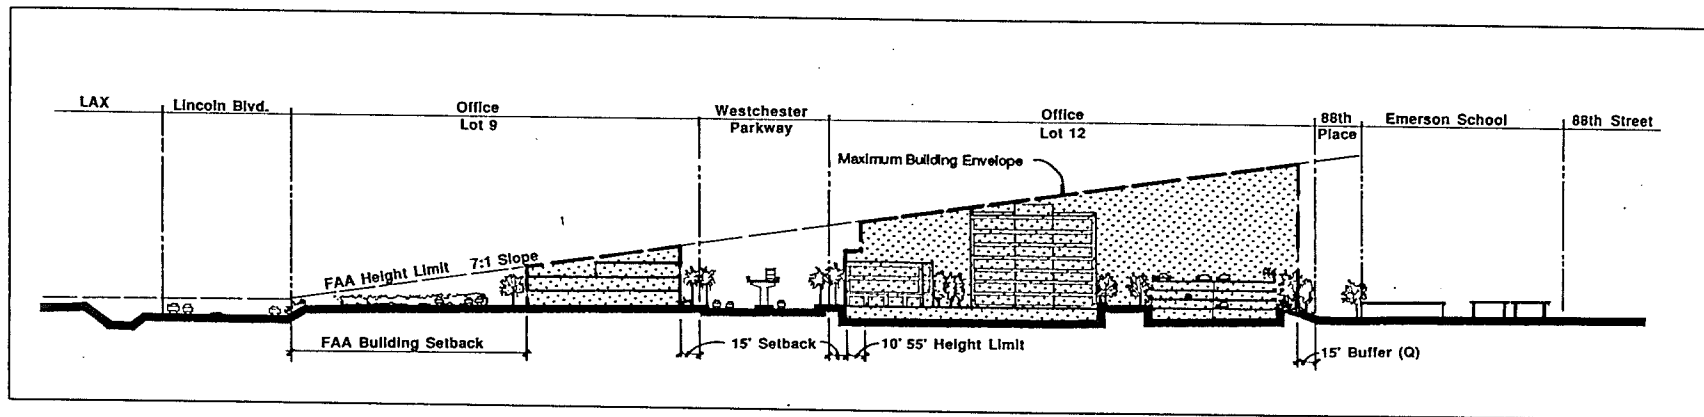 LAX
Lincoln Blvd.
Office
Lot 9
Westchester
Parkway
Office
Lot 12
88th
Place
Emerson School
88th Street
Maximum Building Envelope
FAA Height Limit 7:1 Slope
FAA Building Setback
15' Setback
10' 55' Height Limit
15' Buffer (Q)